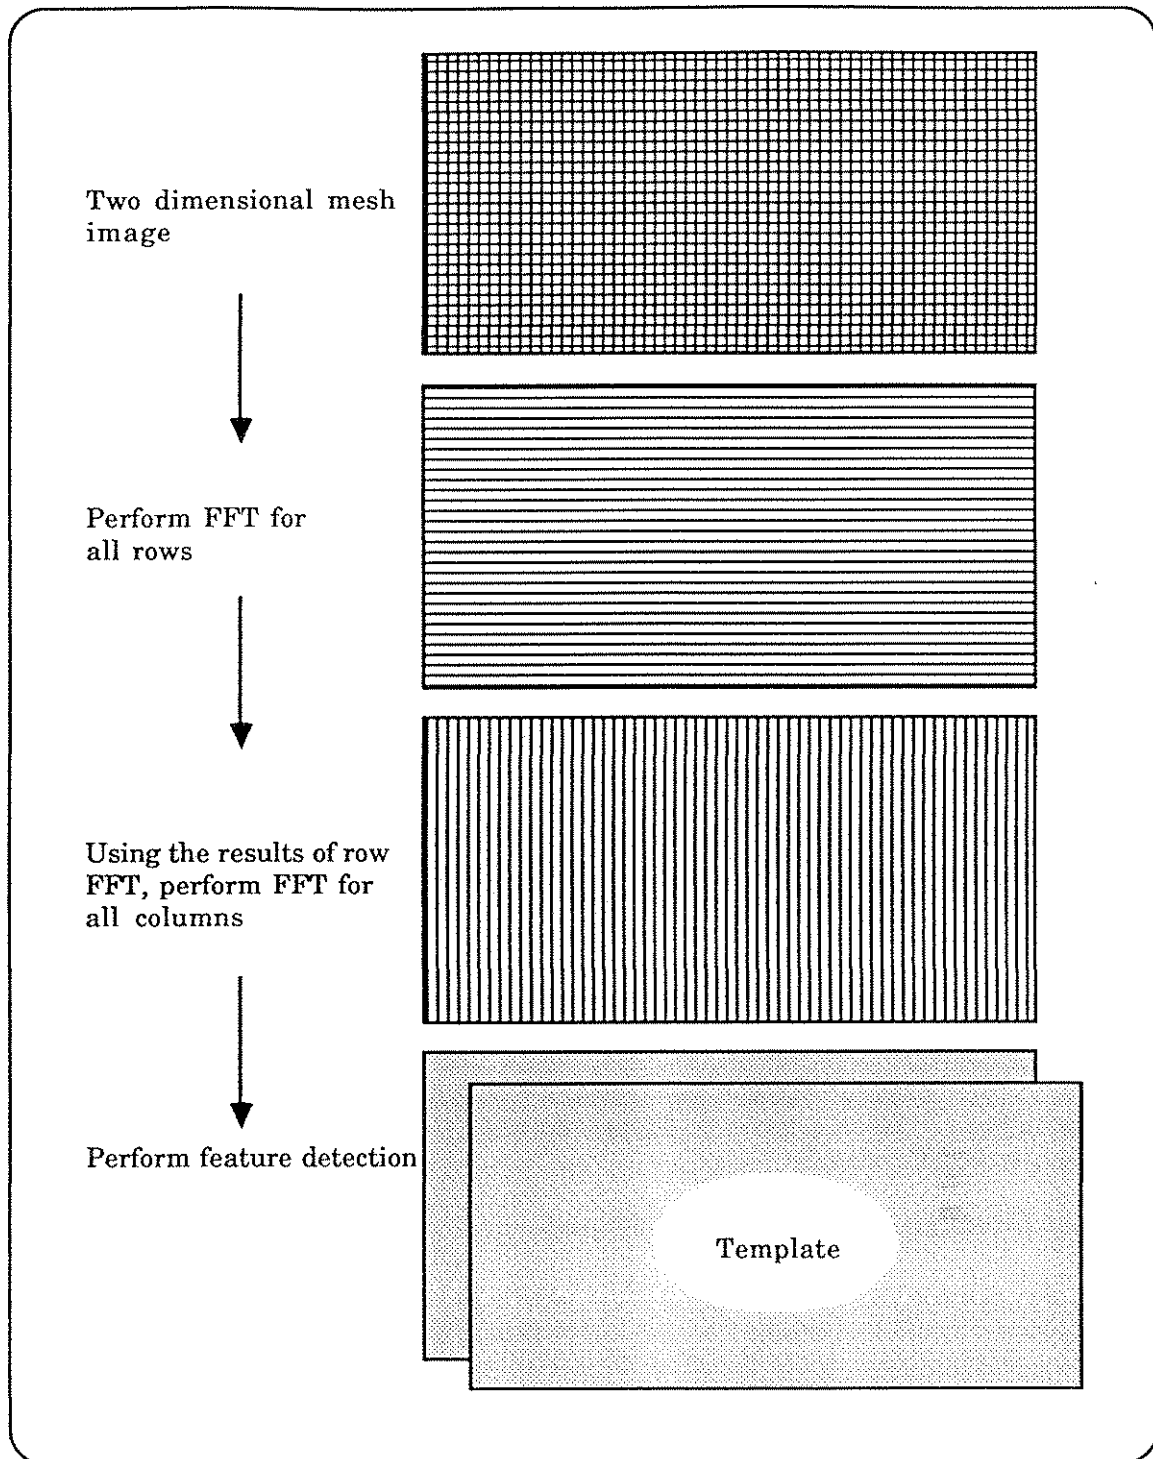 Two dimensional mesh
image
Perform FFT for
all rows
Using the results of row
FFT, perform FFT for
all columns
Perform feature detection
Template